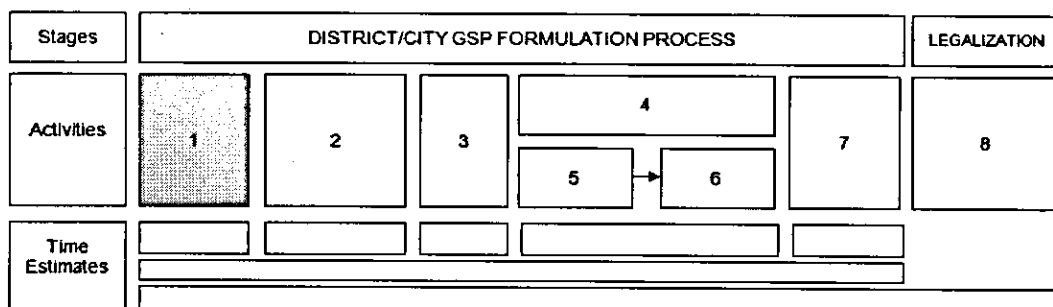 Stages
DISTRICT/CITY GSP FORMULATION PROCESS
LEGALIZATION
Activities
1
2
3
4
5
6
7
8
Time
Estimates